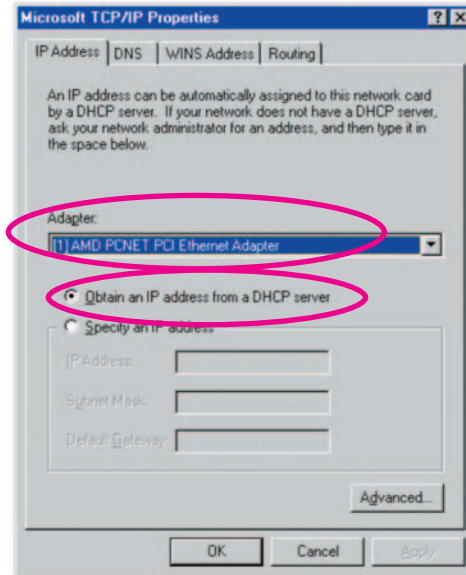 Microsoft TCP/IP Properties
IP Address DNS WINS Address Routing
An IP address can be automatically assigned to this network card
by a DHCP server. If your network does not have a DHCP server,
ask your network administrator for an address, and then type it in
the space below.
Adapter:
[1] AMD PCNET PCI Ethernet Adapter
Obtain an IP address from a DHCP server
Specify an IP address
IP Address:
Subnet Mask:
Default Gateway:
Advanced...
OK Cancel Apply